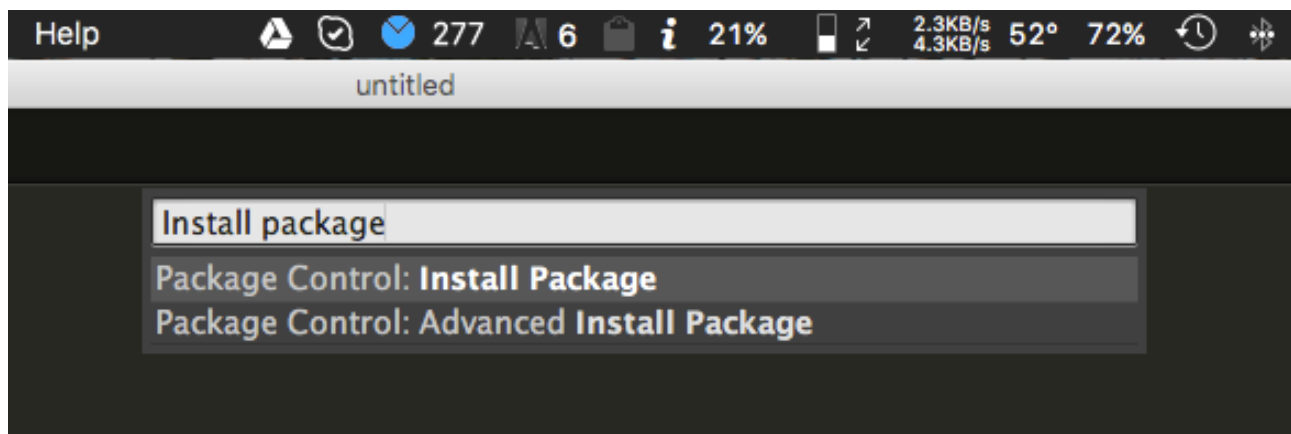 Help 277 6 i 21% 2.3KB/s 52° 72%
4.3KB/s
untitled
Install package
Package Control: Install Package
Package Control: Advanced Install Package